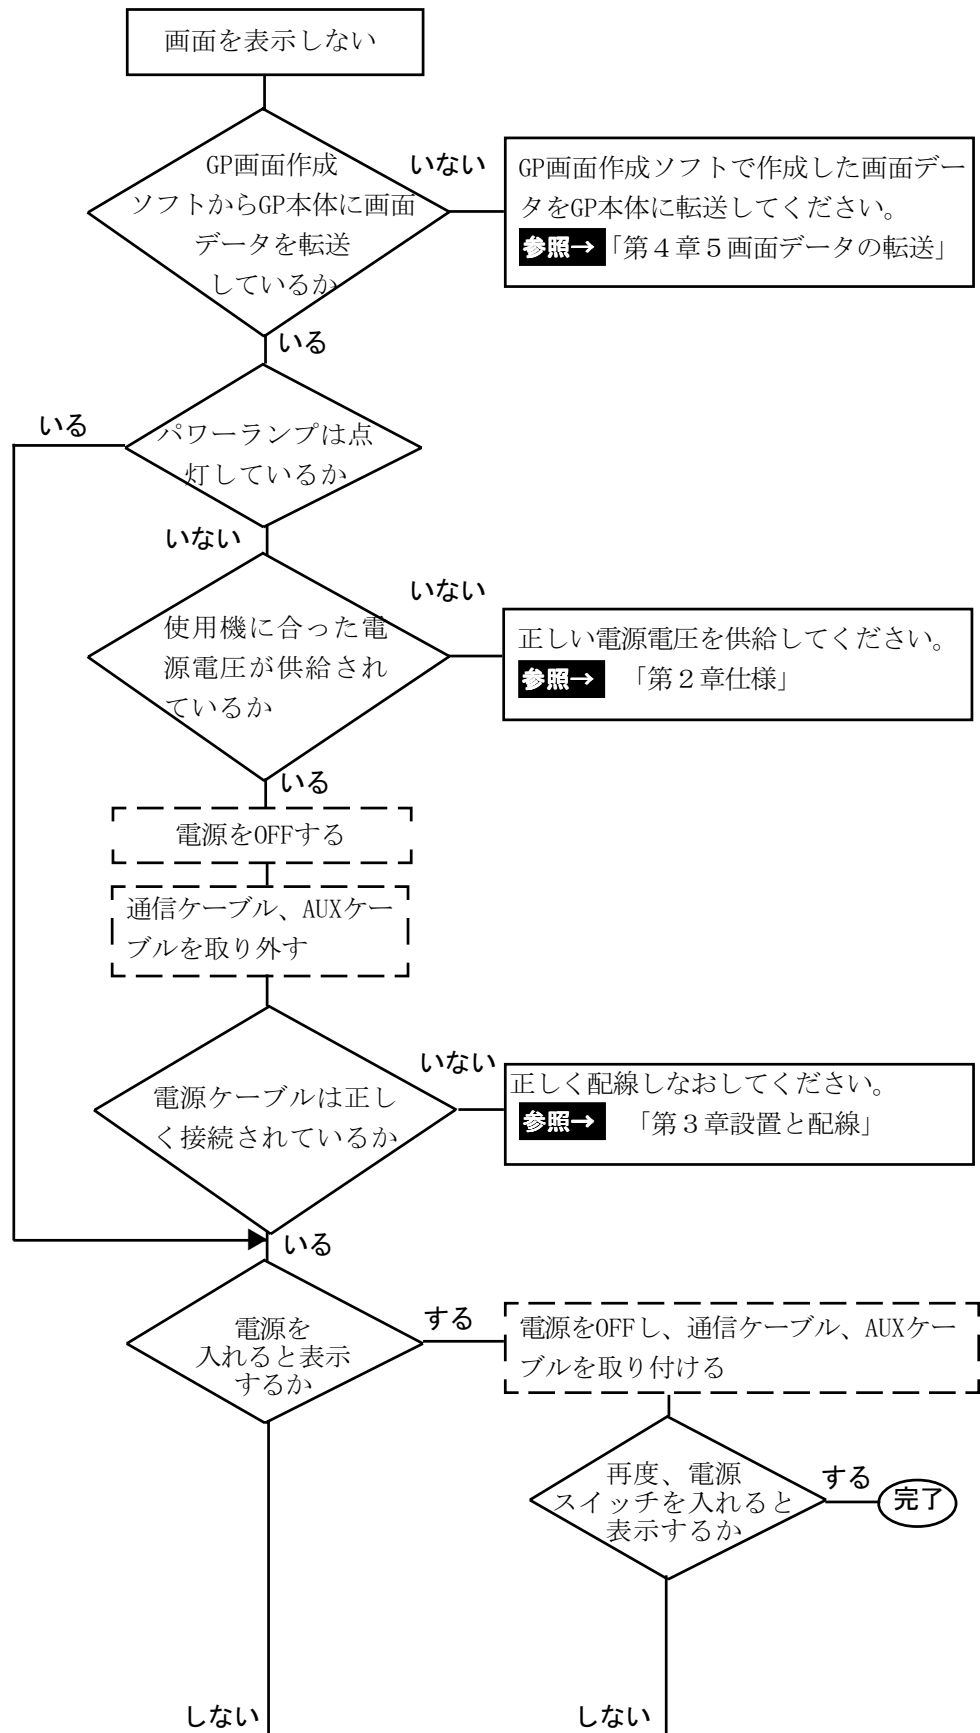 画面を表示しない
GP画面作成
ソフトからGP本体に画面
データを転送
しているか
いない
GP画面作成ソフトで作成した画面デー
タをGP本体に転送してください。
参照→「第４章５画面データの転送」
いる
いる
パワーランプは点
灯しているか
いない
いない
使用機に合った電
源電圧が供給され
ているか
正しい電源電圧を供給してください。
参照→ 「第２章仕様」
いる
電源をOFFする
通信ケーブル、AUXケー
ブルを取り外す
いない
電源ケーブルは正し
く接続されているか
正しく配線しなおしてください。
参照→ 「第３章設置と配線」
いる
電源を
入れると表示
するか
する
電源をOFFし、通信ケーブル、AUXケー
ブルを取り付ける
再度、電源
スイッチを入れると
表示するか
する
完了
しない
しない